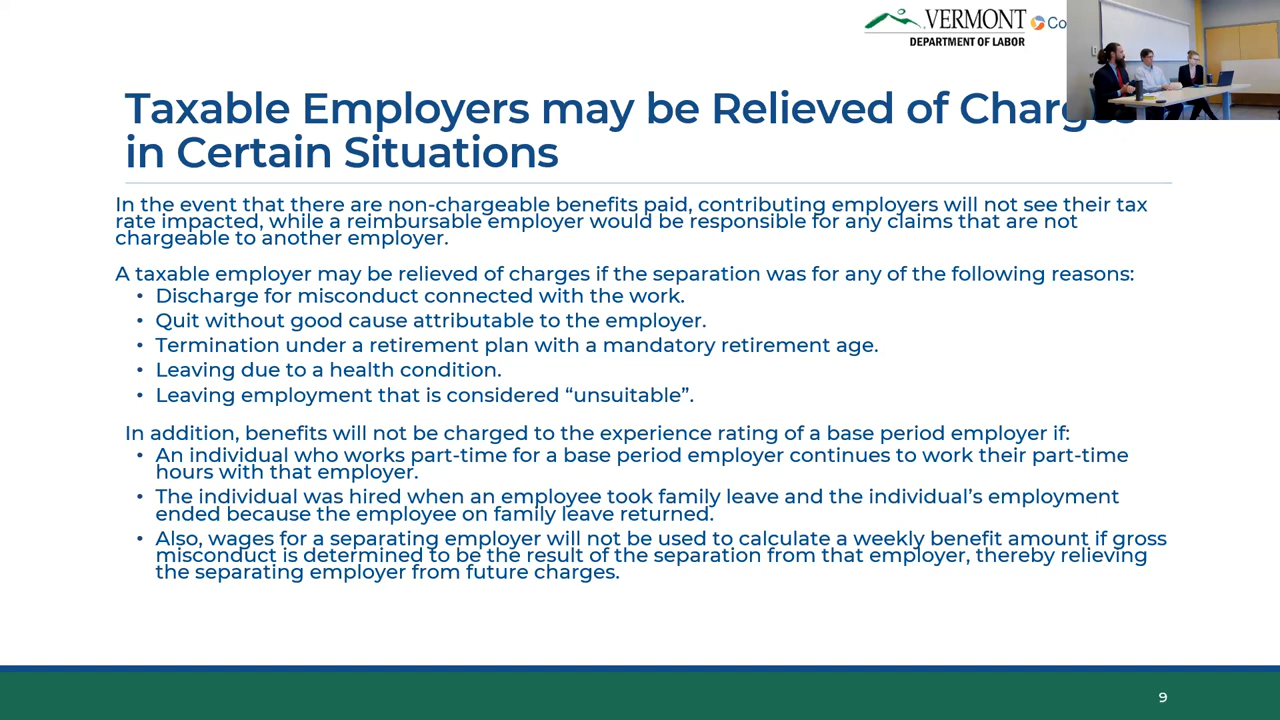 VERMONT
DEPARTMENT OF LABOR
Co
Taxable Employers may be Relieved of Charges
in Certain Situations
In the event that there are non-chargeable benefits paid, contributing employers will not see their tax
rate impacted, while a reimbursable employer would be responsible for any claims that are not
chargeable to another employer.
A taxable employer may be relieved of charges if the separation was for any of the following reasons:
• Discharge for misconduct connected with the work.
• Quit without good cause attributable to the employer.
• Termination under a retirement plan with a mandatory retirement age.
• Leaving due to a health condition.
• Leaving employment that is considered “unsuitable”.
In addition, benefits will not be charged to the experience rating of a base period employer if:
• An individual who works part-time for a base period employer continues to work their part-time
hours with that employer.
• The individual was hired when an employee took family leave and the individual’s employment
ended because the employee on family leave returned.
• Also, wages for a separating employer will not be used to calculate a weekly benefit amount if gross
misconduct is determined to be the result of the separation from that employer, thereby relieving
the separating employer from future charges.
9